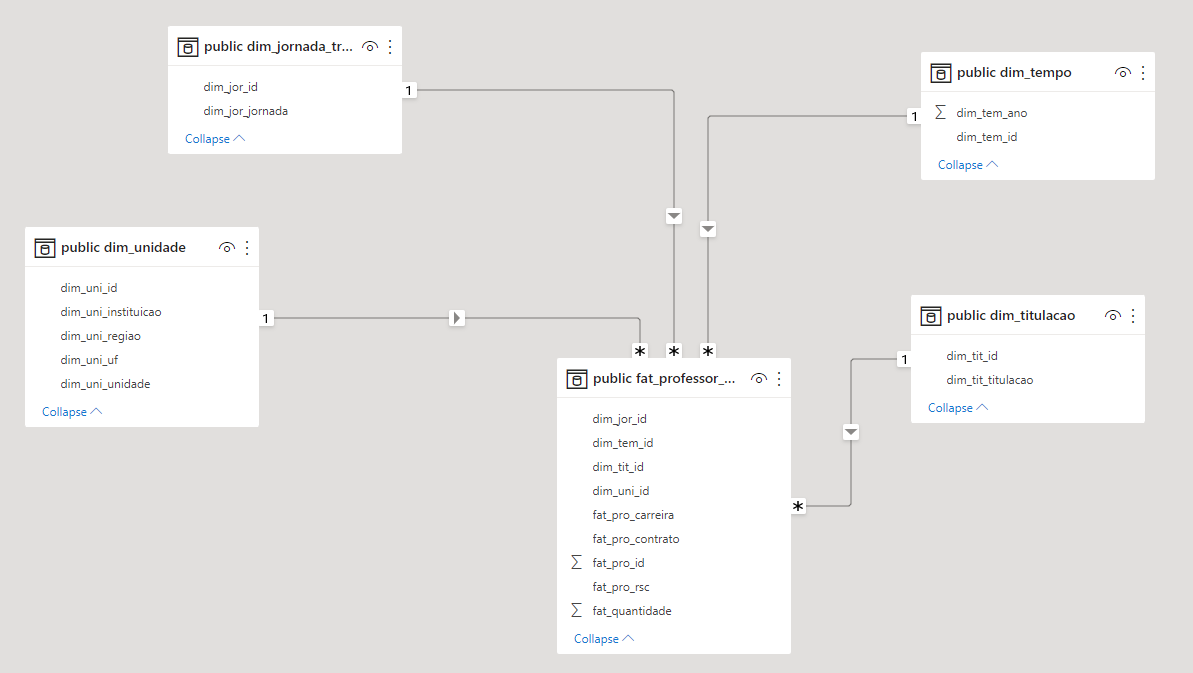 public dim_jornada_tr...
dim_jor_id
dim_jor_jornada
Collapse
1
public dim_tempo
Σ dim_tem_ano
dim_tem_id
Collapse
1
public dim_unidade
dim_uni_id
dim_uni_instituicao
dim_uni_regiao
dim_uni_uf
dim_uni_unidade
Collapse
1
public dim_titulacao
dim_tit_id
dim_tit_titulacao
Collapse
1
* * *
public fat_professor_...
dim_jor_id
dim_tem_id
dim_tit_id
dim_uni_id
fat_pro_carreira
fat_pro_contrato
Σ fat_pro_id
fat_pro_rsc
Σ fat_quantidade
Collapse
*